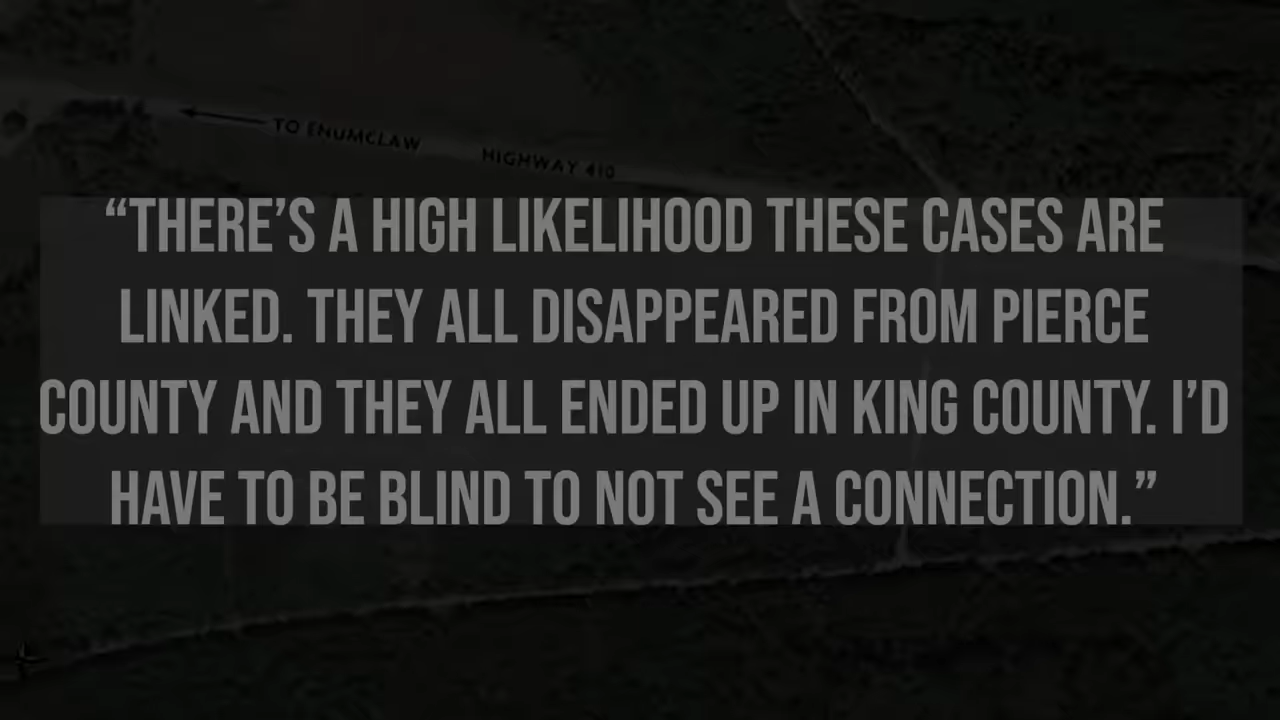 TO ENUMCLAW
HIGHWAY 410
“THERE’S A HIGH LIKELIHOOD THESE CASES ARE
LINKED. THEY ALL DISAPPEARED FROM PIERCE
COUNTY AND THEY ALL ENDED UP IN KING COUNTY. I’D
HAVE TO BE BLIND TO NOT SEE A CONNECTION.”